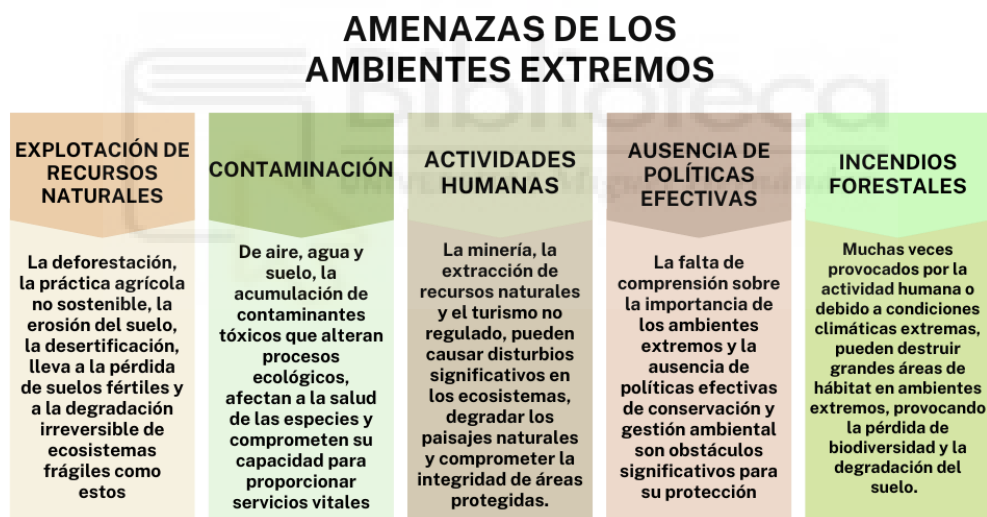 AMENAZAS DE LOS
AMBIENTES EXTREMOS
Biblioteca
EXPLOTACIÓN DE
RECURSOS
NATURALES
La deforestación,
la práctica agrícola
no sostenible, la
erosión del suelo,
la desertificación,
lleva a la pérdida
de suelos fértiles y
a la degradación
irreversible de
ecosistemas
frágiles como
estos
CONTAMINACIÓN
De aire, agua y
suelo, la
acumulación de
contaminantes
tóxicos que alteran
procesos
ecológicos,
afectan a la salud
de las especies y
comprometen su
capacidad para
proporcionar
servicios vitales
ACTIVIDADES
HUMANAS
La minería, la
extracción de
recursos naturales
y el turismo no
regulado, pueden
causar disturbios
significativos en
los ecosistemas,
degradar los
paisajes naturales
y comprometer la
integridad de áreas
protegidas.
AUSENCIA DE
POLÍTICAS
EFECTIVAS
La falta de
comprensión sobre
la importancia de
los ambientes
extremos y la
ausencia de
políticas efectivas
de conservación y
gestión ambiental
son obstáculos
significativos para
su protección
INCENDIOS
FORESTALES
Muchas veces
provocados por la
actividad humana o
debido a condiciones
climáticas extremas,
pueden destruir
grandes áreas de
hábitat en ambientes
extremos, provocando
la pérdida de
biodiversidad y la
degradación del
suelo.